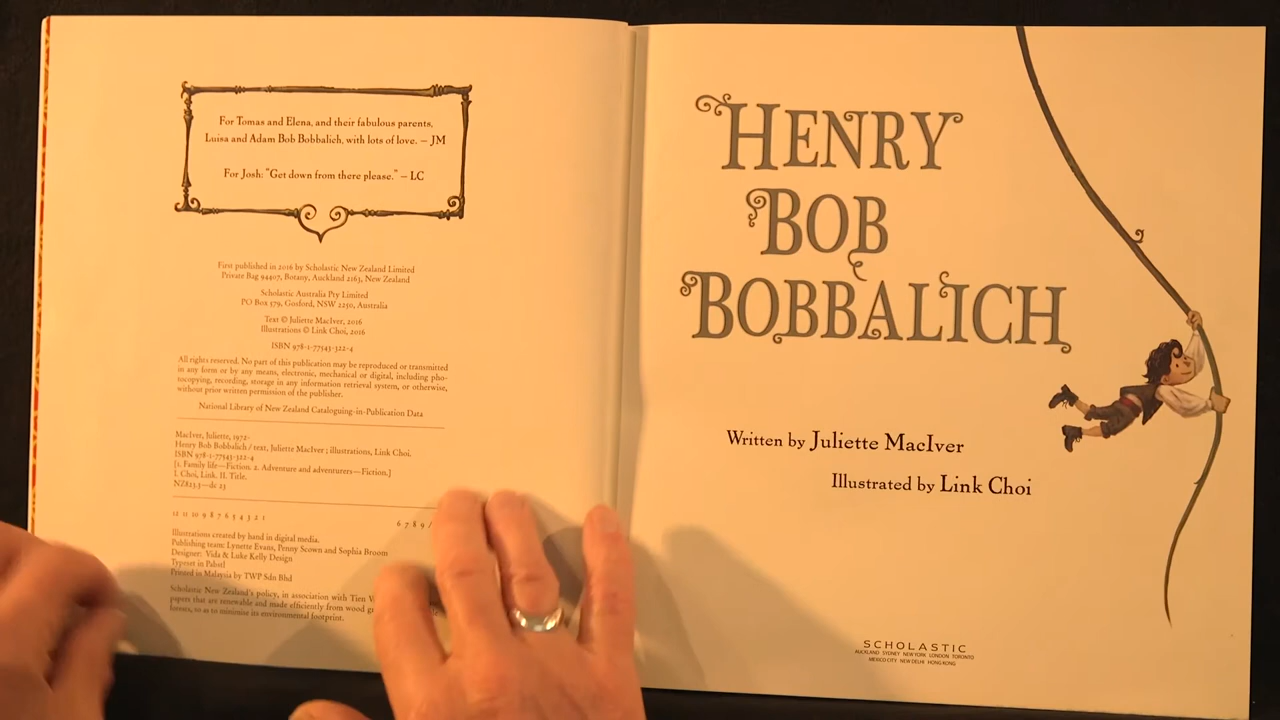 For Tomas and Elena, and their fabulous parents,
Luisa and Adam Bob Bobbalich, with lots of love. – JM
For Josh: "Get down from there please." – LC
First published in 2016 by Scholastic New Zealand Limited
Private Bag 94407, Botany, Auckland 2163, New Zealand
Scholastic Australia Pty Limited
PO Box 579, Gosford, NSW 2250, Australia
Text © Juliette MacIver, 2016
Illustrations © Link Choi, 2016
ISBN 978-1-77543-322-4
All rights reserved. No part of this publication may be reproduced or transmitted
in any form or by any means, electronic, mechanical or digital, including pho-
tocopying, recording, storage in any information retrieval system, or otherwise,
without prior written permission of the publisher.
National Library of New Zealand Cataloguing-in-Publication Data
MacIver, Juliette, 1972-
Henry Bob Bobbalich / text, Juliette MacIver ; illustrations, Link Choi.
ISBN 978-1-77543-322-4
[1. Family life—Fiction. 2. Adventure and adventurers—Fiction.]
I. Choi, Link. II. Title.
NZ823.3—dc 23
12 11 10 9 8 7 6 5 4 3 2 1 6 7 8 9 /
Illustrations created by hand in digital media.
Publishing team: Lynette Evans, Penny Scown and Sophia Broom
Designer: Vida & Luke Kelly Design
Typeset in Pabstl
Printed in Malaysia by TWP Sdn Bhd
Scholastic New Zealand's policy, in association with Tien
papers that are renewable and made efficiently from wood
forests, so as to minimise its environmental footprint.
HENRY
BOB
BOBBALICH
Written by Juliette MacIver
Illustrated by Link Choi
SCHOLASTIC
AUCKLAND SYDNEY NEW YORK LONDON TORONTO
MEXICO CITY NEW DELHI HONG KONG